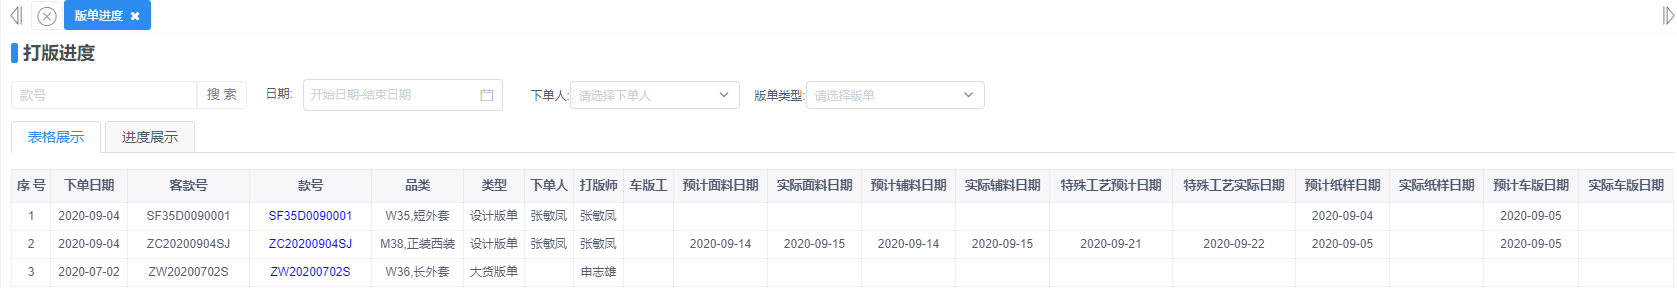 版单进度 ✖
打版进度
款号 搜 索 日期: 开始日期-结束日期 下单人: 请选择下单人 版单类型: 请选择版单
表格展示 进度展示
序 号 下单日期 客款号 款号 品类 类型 下单人 打版师 车版工 预计面料日期 实际面料日期 预计辅料日期 实际辅料日期 特殊工艺预计日期 特殊工艺实际日期 预计纸样日期 实际纸样日期 预计车版日期 实际车版日期
1 2020-09-04 SF35D0090001 SF35D0090001 W35,短外套 设计版单 张敏凤 张敏凤 2020-09-04 2020-09-05
2 2020-09-04 ZC20200904SJ ZC20200904SJ M38,正装西装 设计版单 张敏凤 张敏凤 2020-09-14 2020-09-15 2020-09-14 2020-09-15 2020-09-21 2020-09-22 2020-09-05 2020-09-05
3 2020-07-02 ZW20200702S ZW20200702S W36,长外套 大货版单 申志雄